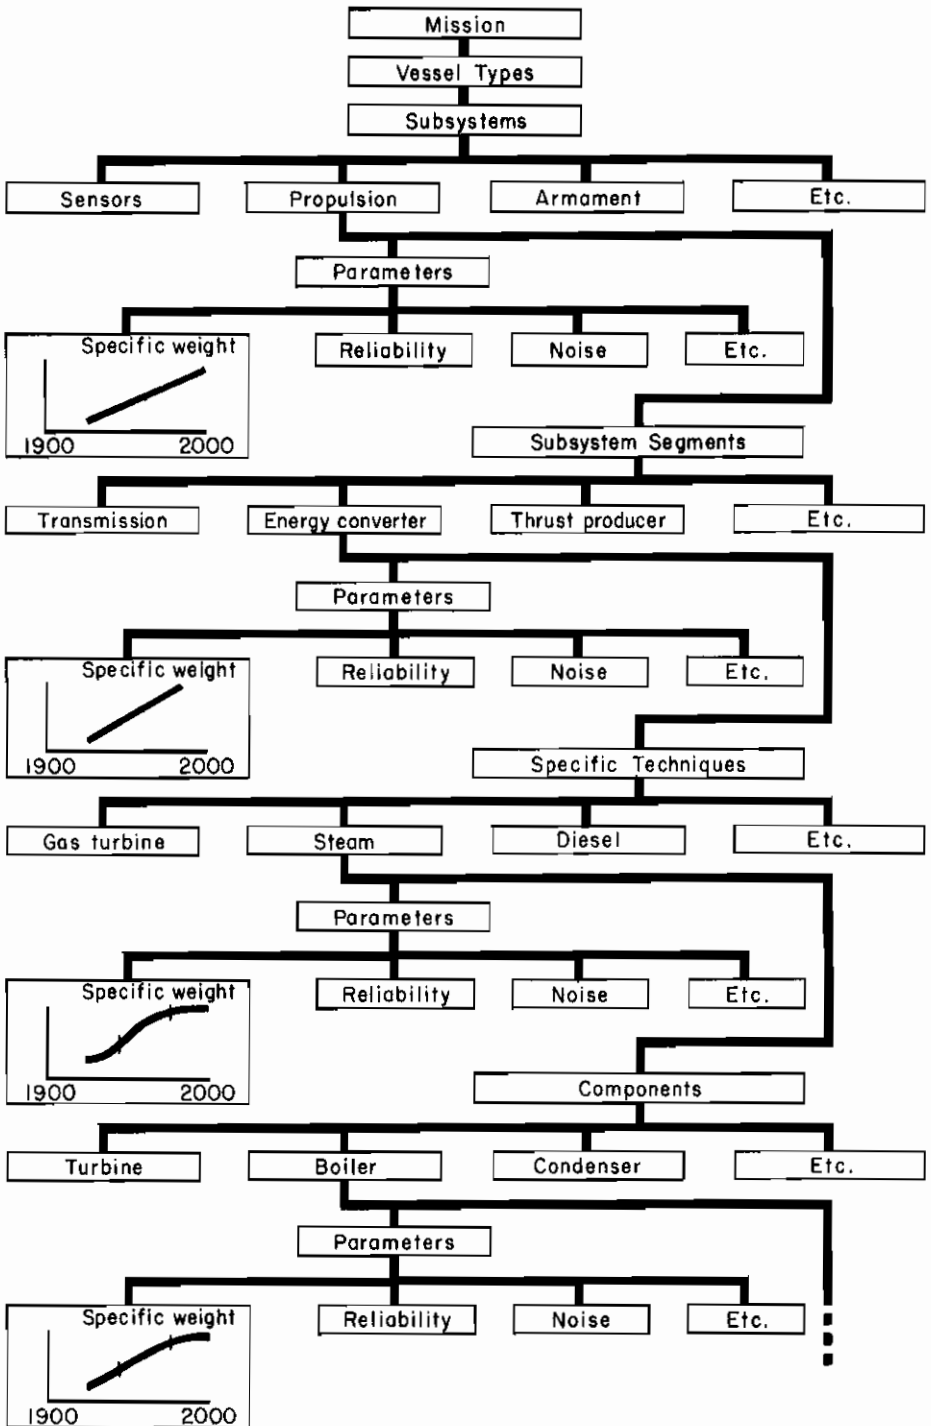 Mission
Vessel Types
Subsystems
Sensors Propulsion Armament Etc.
Parameters
Specific weight Reliability Noise Etc.
1900 2000
Subsystem Segments
Transmission Energy converter Thrust producer Etc.
Parameters
Specific weight Reliability Noise Etc.
1900 2000
Specific Techniques
Gas turbine Steam Diesel Etc.
Parameters
Specific weight Reliability Noise Etc.
1900 2000
Components
Turbine Boiler Condenser Etc.
Parameters
Specific weight Reliability Noise Etc.
1900 2000